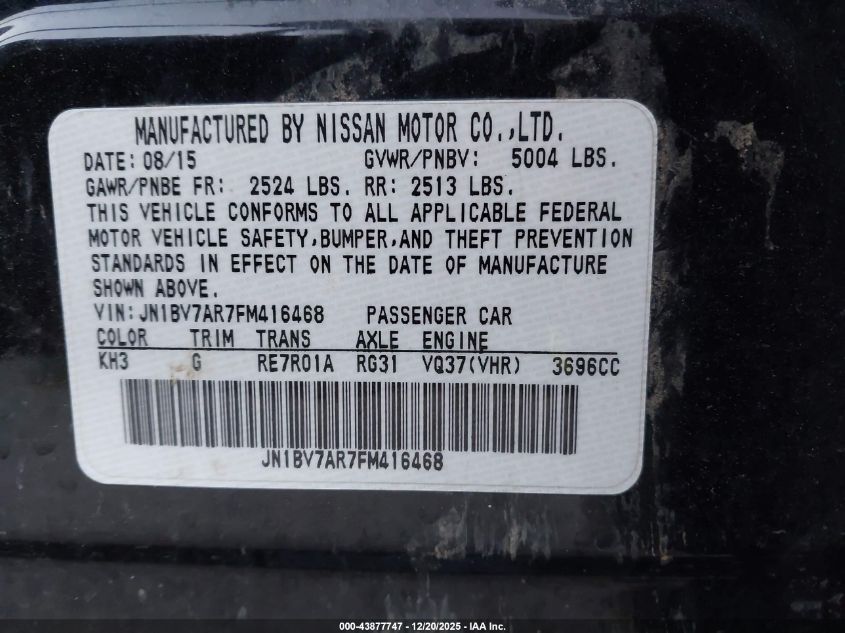 MANUFACTURED BY NISSAN MOTOR CO.,LTD.
DATE: 08/15 GVWR/PNBV: 5004 LBS.
GAWR/PNBE FR: 2524 LBS. RR: 2513 LBS.
THIS VEHICLE CONFORMS TO ALL APPLICABLE FEDERAL
MOTOR VEHICLE SAFETY,BUMPER,AND THEFT PREVENTION
STANDARDS IN EFFECT ON THE DATE OF MANUFACTURE
SHOWN ABOVE.
VIN: JN1BV7AR7FM416468 PASSENGER CAR
COLOR TRIM TRANS AXLE ENGINE
KH3 G RE7R01A RG31 VQ37(VHR) 3696CC
JN1BV7AR7FM416468
000-43877747 - 12/20/2025 - IAA Inc.